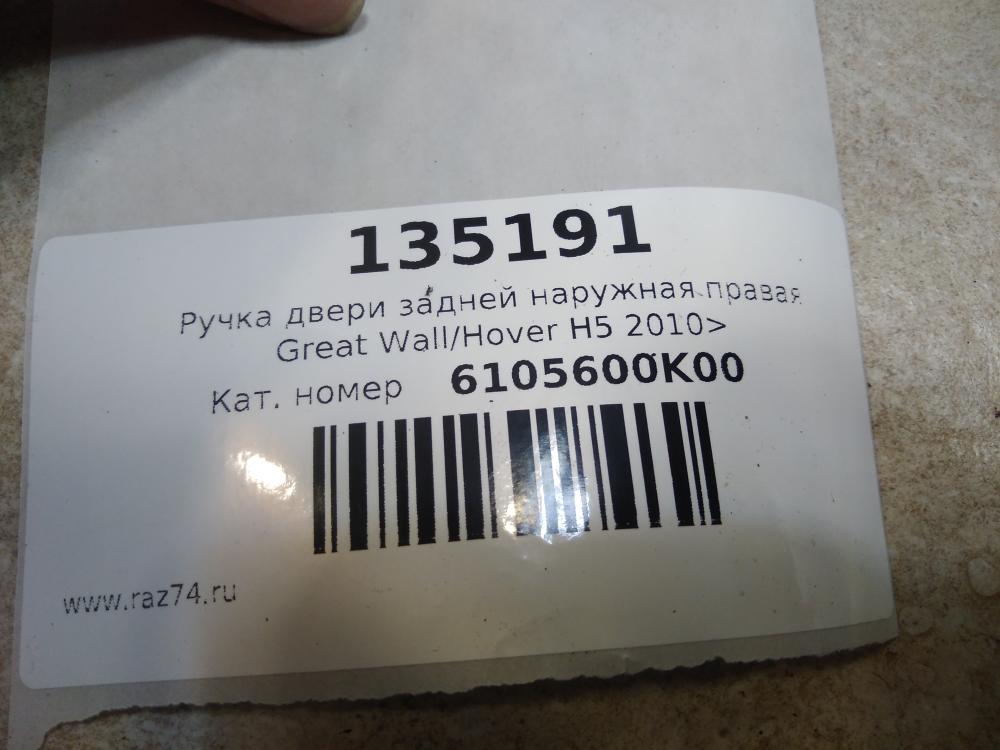 135191
Ручка двери задней наружная правая
Great Wall/Hover H5 2010>
Кат. номер 6105600K00
www.raz74.ru